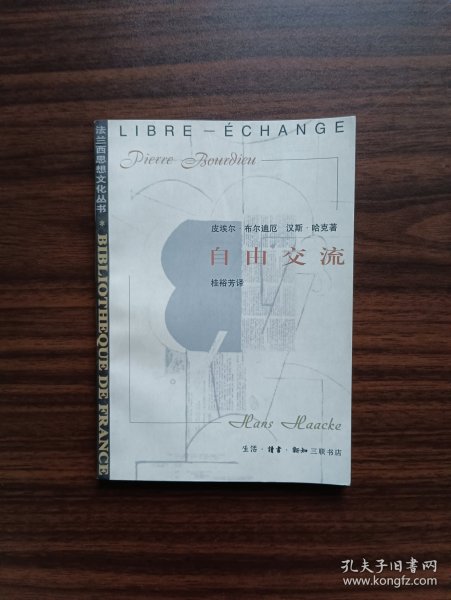 LIBRE – ÉCHANGE
Pierre Bourdieu
皮埃尔·布尔迪厄 汉斯·哈克著
自由交流
桂裕芳译
Hans Haacke
生活·读书·新知三联书店
法兰西思想文化丛书 * BIBLIOTHEQUE DE FRANCE
孔夫子旧书网
www.kongfz.com